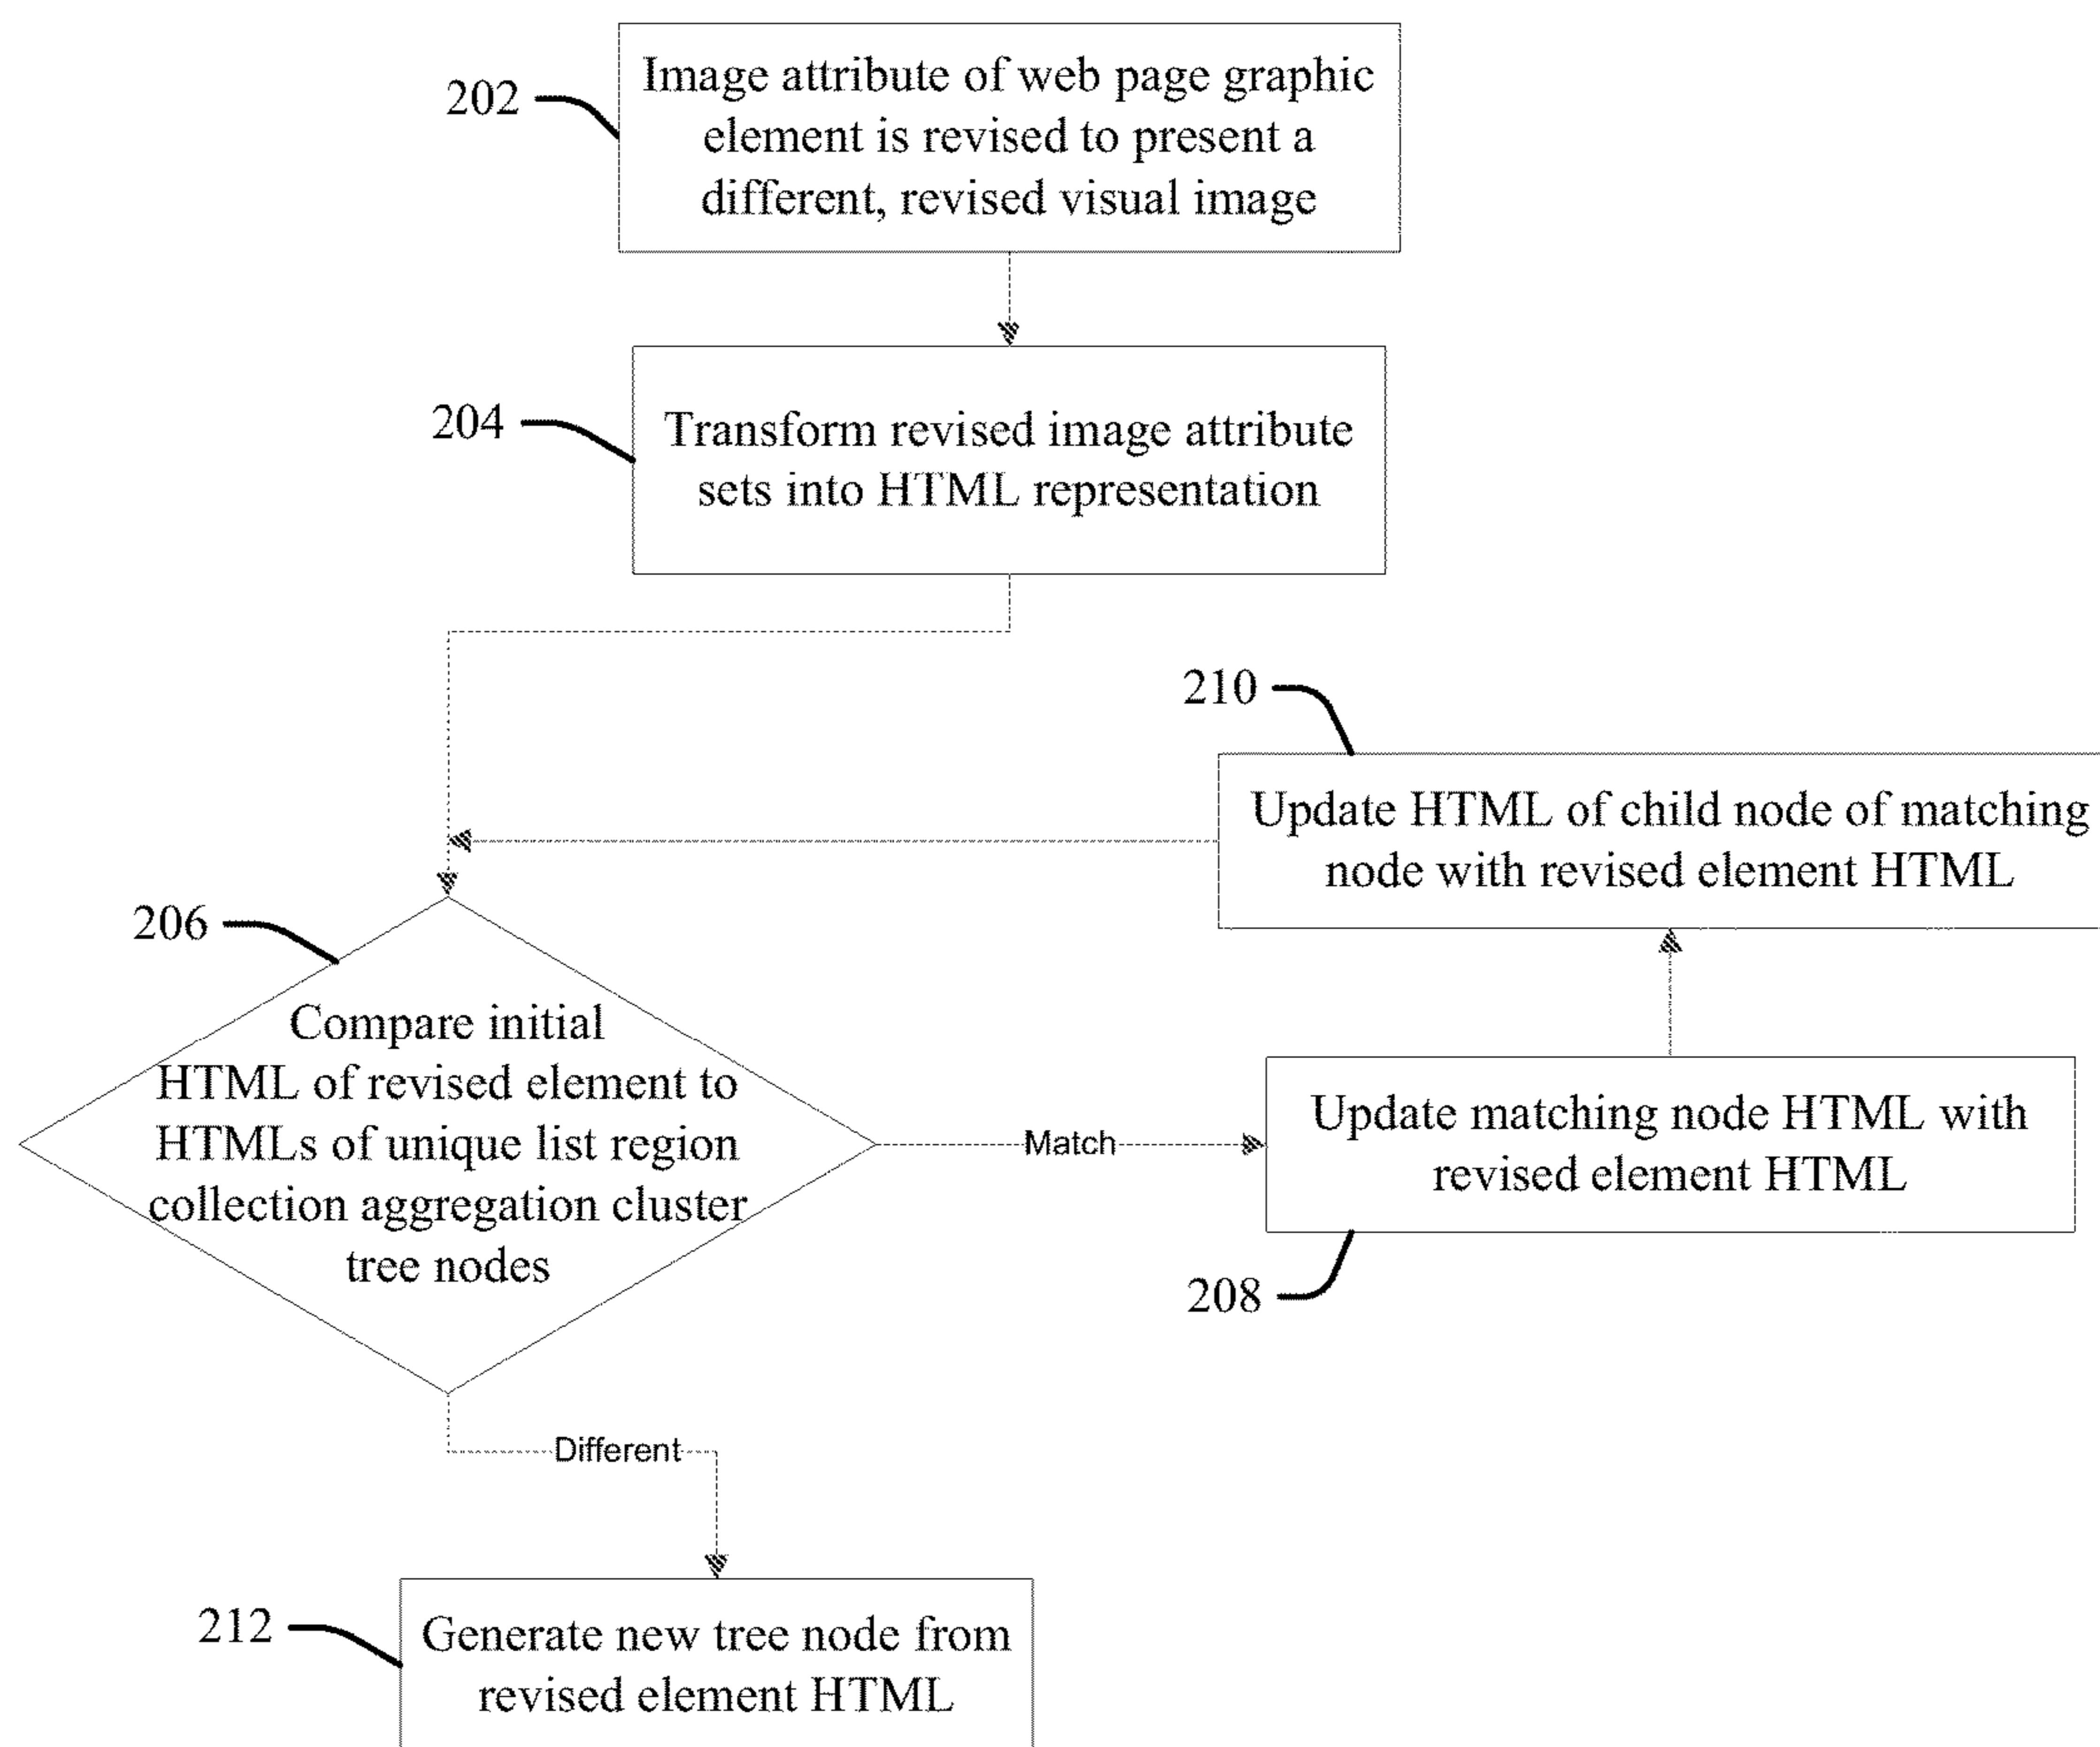 202
Image attribute of web page graphic
element is revised to present a
different, revised visual image
204
Transform revised image attribute
sets into HTML representation
210
Update HTML of child node of matching
node with revised element HTML
206
Compare initial
HTML of revised element to
HTMLs of unique list region
collection aggregation cluster
tree nodes
Match
Update matching node HTML with
revised element HTML
208
Different
212
Generate new tree node from
revised element HTML